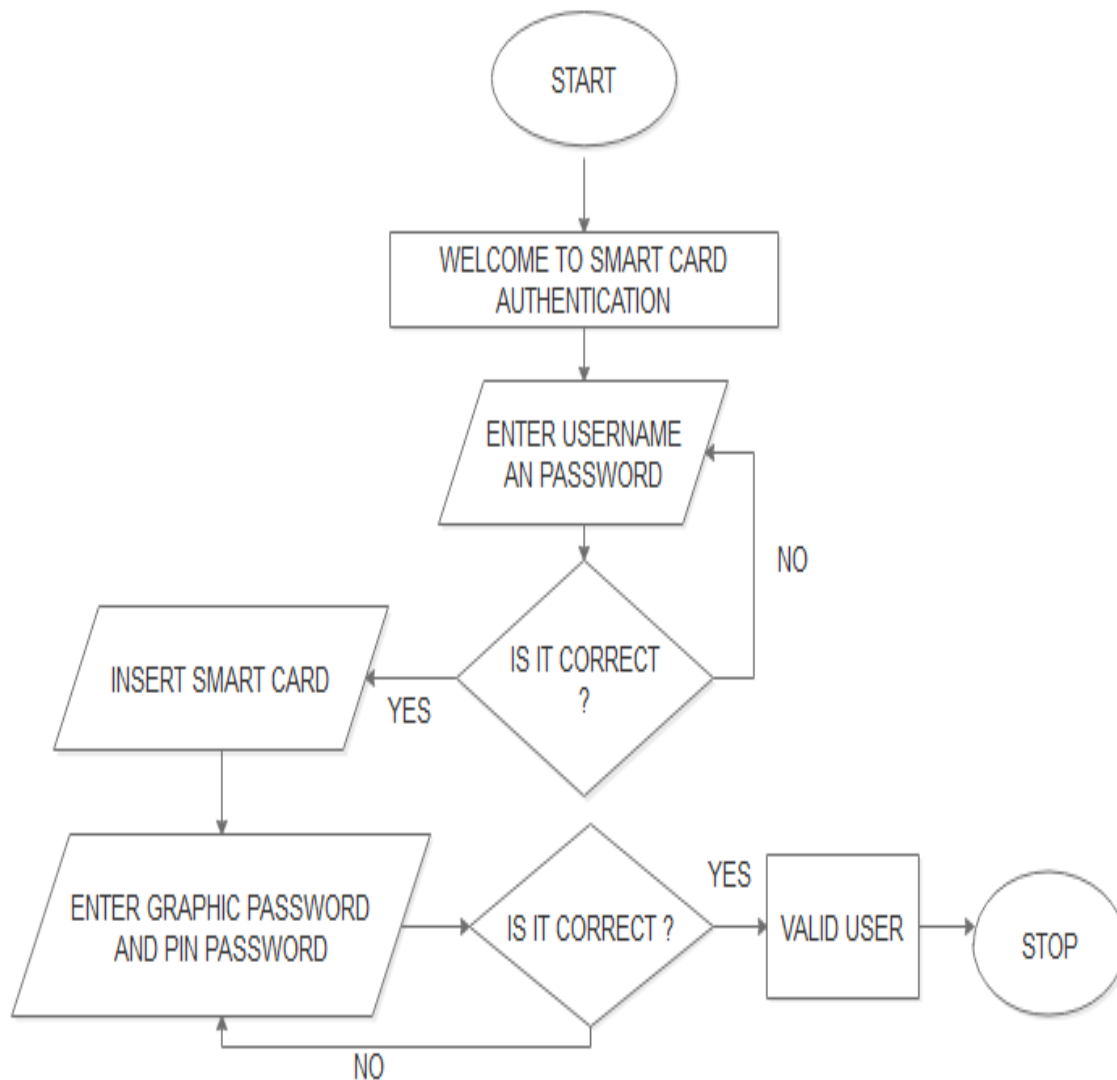 START
WELCOME TO SMART CARD
AUTHENTICATION
ENTER USERNAME
AN PASSWORD
NO
IS IT CORRECT
?
YES
INSERT SMART CARD
ENTER GRAPHIC PASSWORD
AND PIN PASSWORD
IS IT CORRECT ?
NO
YES
VALID USER
STOP